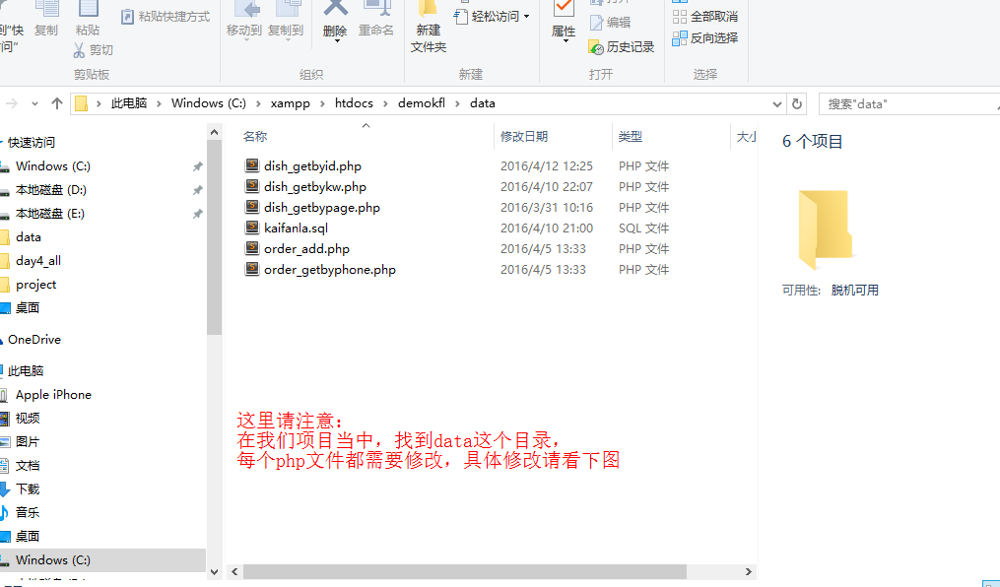 到"快
问"
复制
粘贴
粘贴快捷方式
剪切
剪贴板
移动到
复制到
删除
重命名
组织
新建
文件夹
轻松访问
新建
属性
打开
编辑
历史记录
打开
全部取消
反向选择
选择
此电脑 > Windows (C:) > xampp > htdocs > demokfl > data
搜索"data"
快速访问
Windows (C:)
本地磁盘 (D:)
本地磁盘 (E:)
data
day4_all
project
桌面
OneDrive
此电脑
Apple iPhone
视频
图片
文档
下载
音乐
桌面
Windows (C:)
名称 修改日期 类型 大小
dish_getbyid.php 2016/4/12 12:25 PHP 文件
dish_getbykw.php 2016/4/10 22:07 PHP 文件
dish_getbypage.php 2016/3/31 10:16 PHP 文件
kaifanla.sql 2016/4/10 21:00 SQL 文件
order_add.php 2016/4/5 13:33 PHP 文件
order_getbyphone.php 2016/4/5 13:33 PHP 文件
这里请注意：
在我们项目当中，找到data这个目录，
每个php文件都需要修改，具体修改请看下图
6 个项目
可用性: 脱机可用